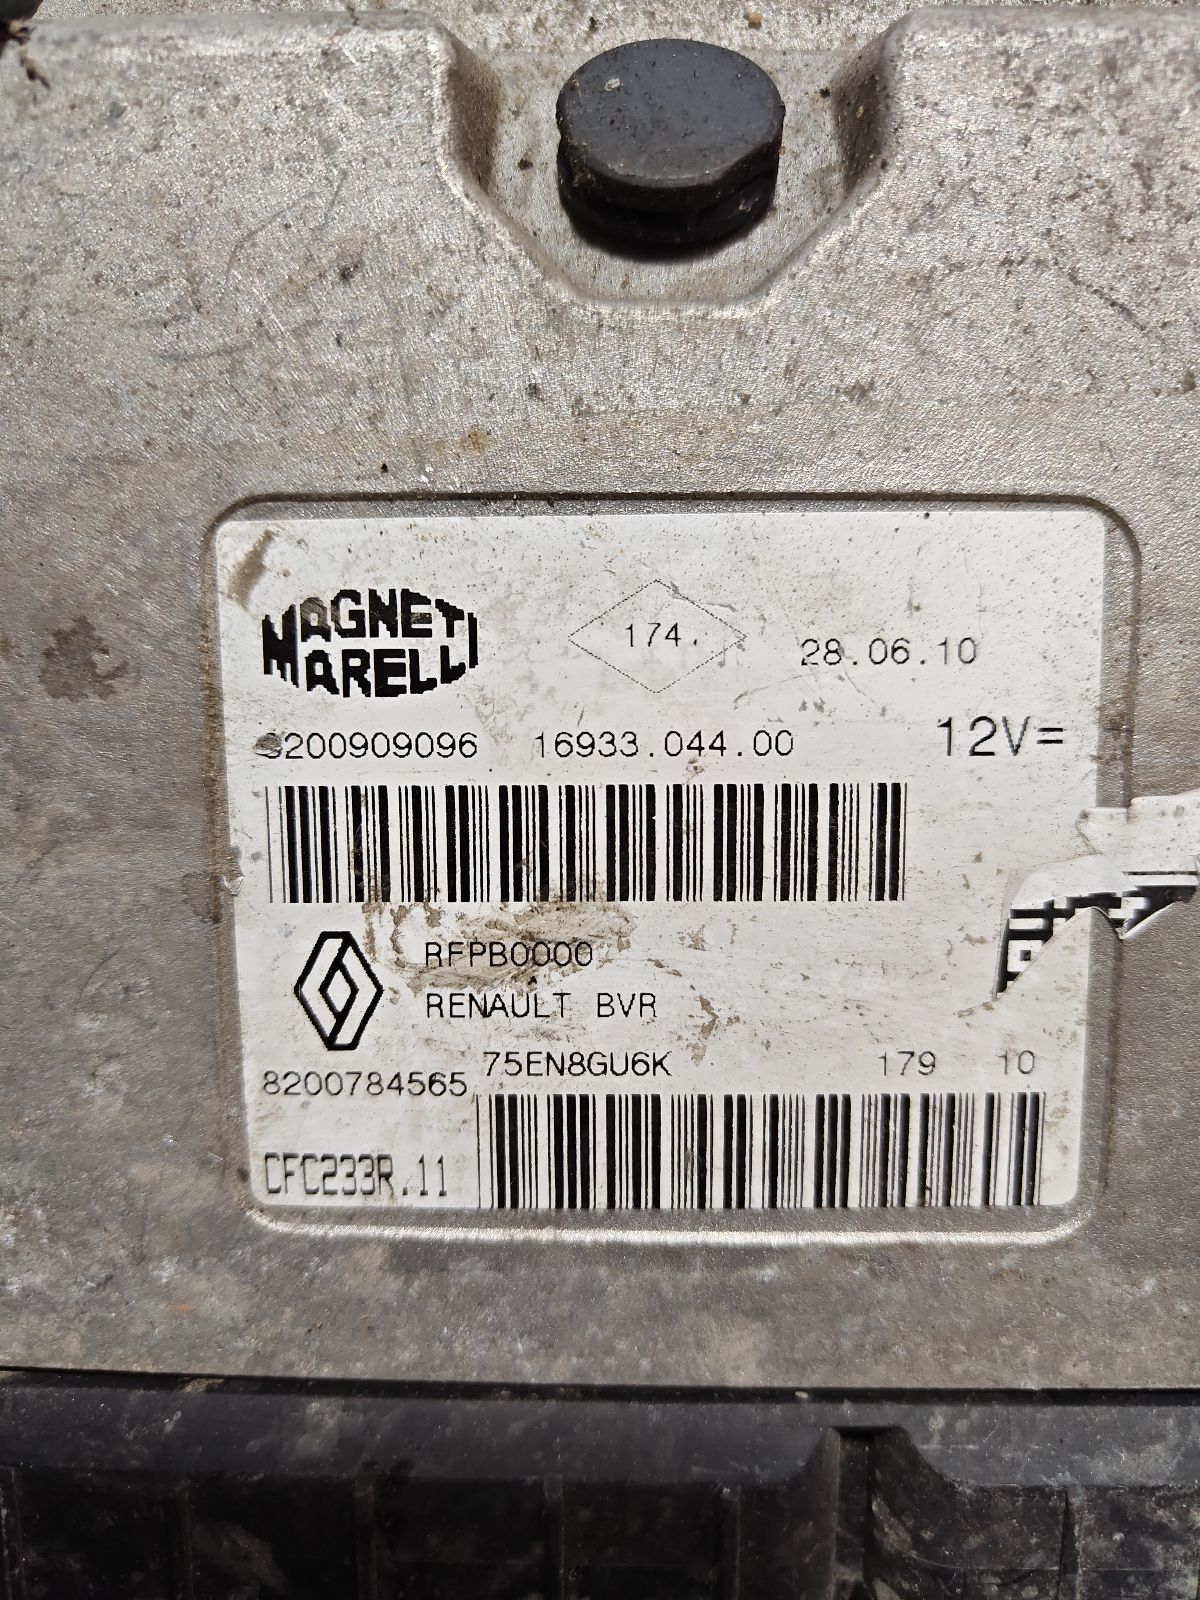 MAGNETI
MARELLI
174.
28.06.10
8200909096 16933.044.00 12V=
RFPB0000
RENAULT BVR
75EN8GU6K 179 10
8200784565
CFC233R.11